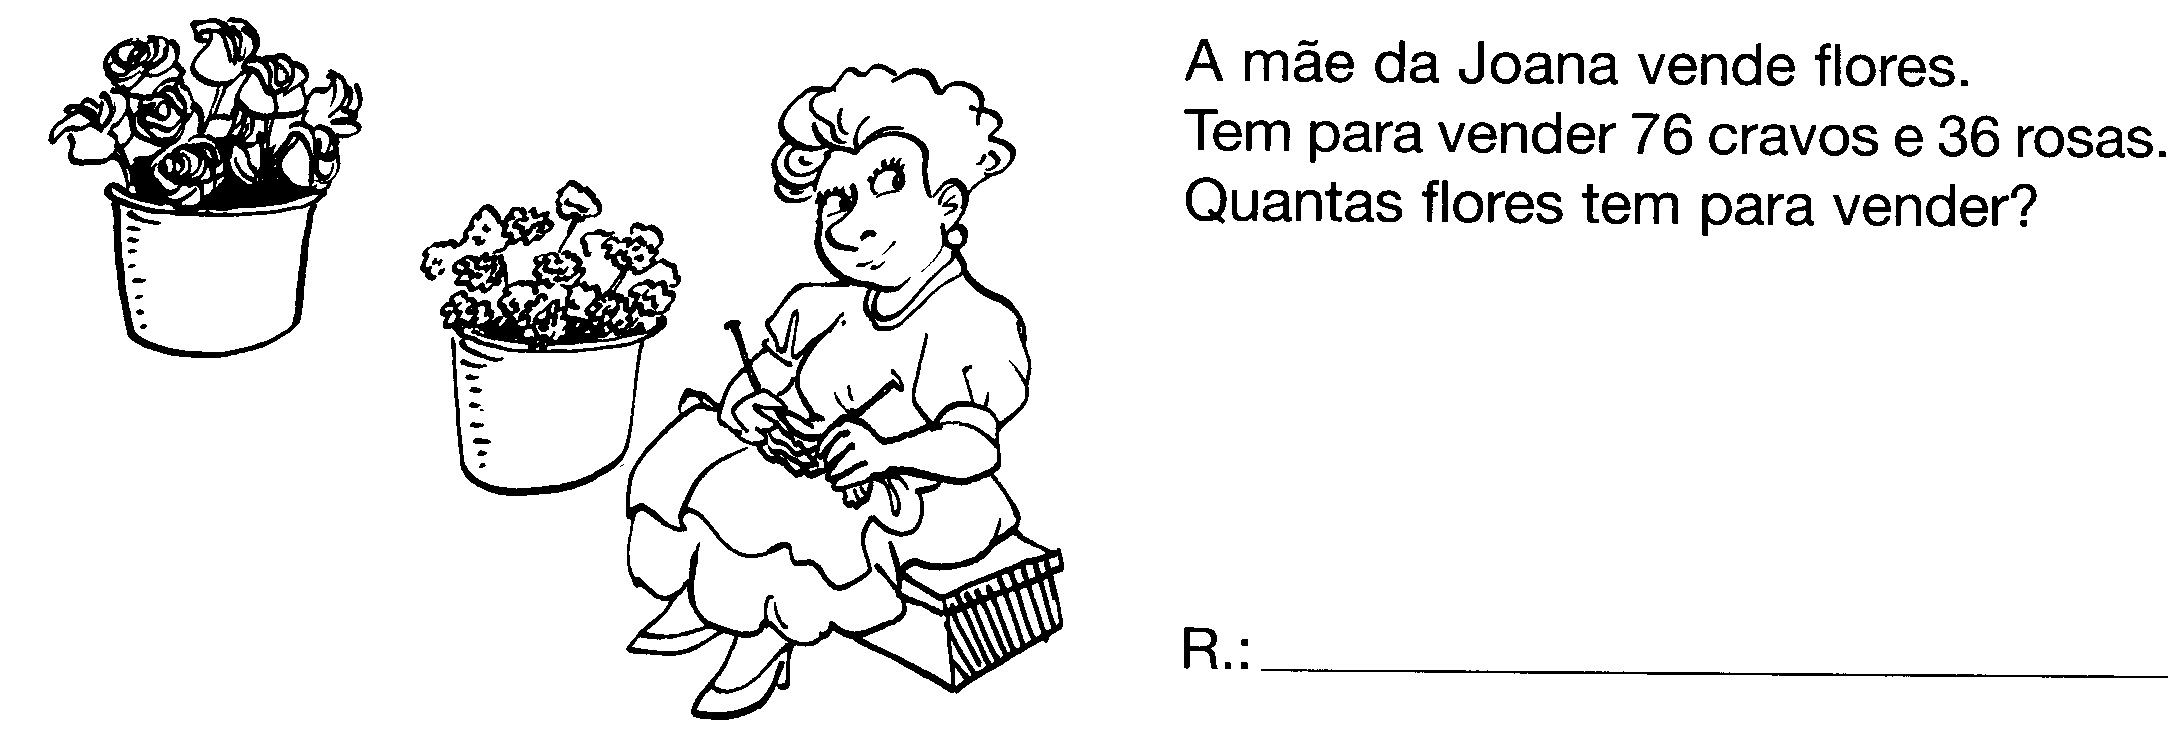 A mãe da Joana vende flores.
Tem para vender 76 cravos e 36 rosas.
Quantas flores tem para vender?
R.: